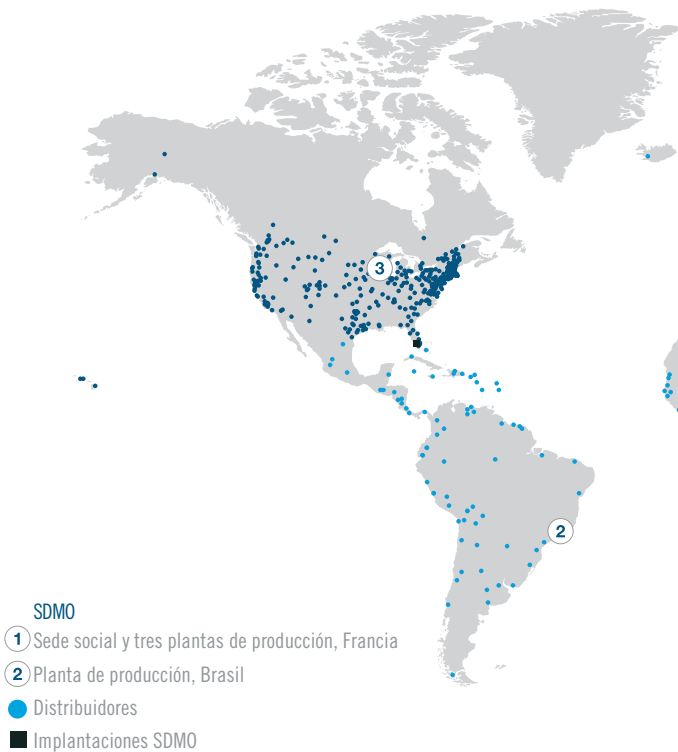 3
2
SDMO
1 Sede social y tres plantas de producción, Francia
2 Planta de producción, Brasil
Distribuidores
Implantaciones SDMO